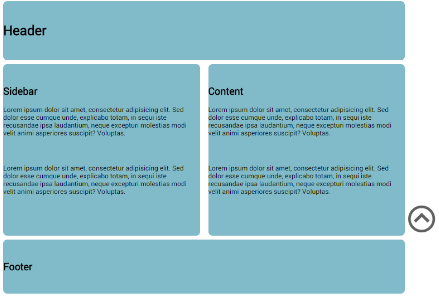 Header
Sidebar
Lorem ipsum dolor sit amet, consectetur adipisicing elit. Sed
dolor esse cumque unde, explicabo totam, in sequi iste
recusandae ipsa laudantium, neque excepturi molestias modi
velit animi asperiores suscipit? Voluptas.
Lorem ipsum dolor sit amet, consectetur adipisicing elit. Sed
dolor esse cumque unde, explicabo totam, in sequi iste
recusandae ipsa laudantium, neque excepturi molestias modi
velit animi asperiores suscipit? Voluptas.
Content
Lorem ipsum dolor sit amet, consectetur adipisicing elit. Sed
dolor esse cumque unde, explicabo totam, in sequi iste
recusandae ipsa laudantium, neque excepturi molestias modi
velit animi asperiores suscipit? Voluptas.
Lorem ipsum dolor sit amet, consectetur adipisicing elit. Sed
dolor esse cumque unde, explicabo totam, in sequi iste
recusandae ipsa laudantium, neque excepturi molestias modi
velit animi asperiores suscipit? Voluptas.
Footer